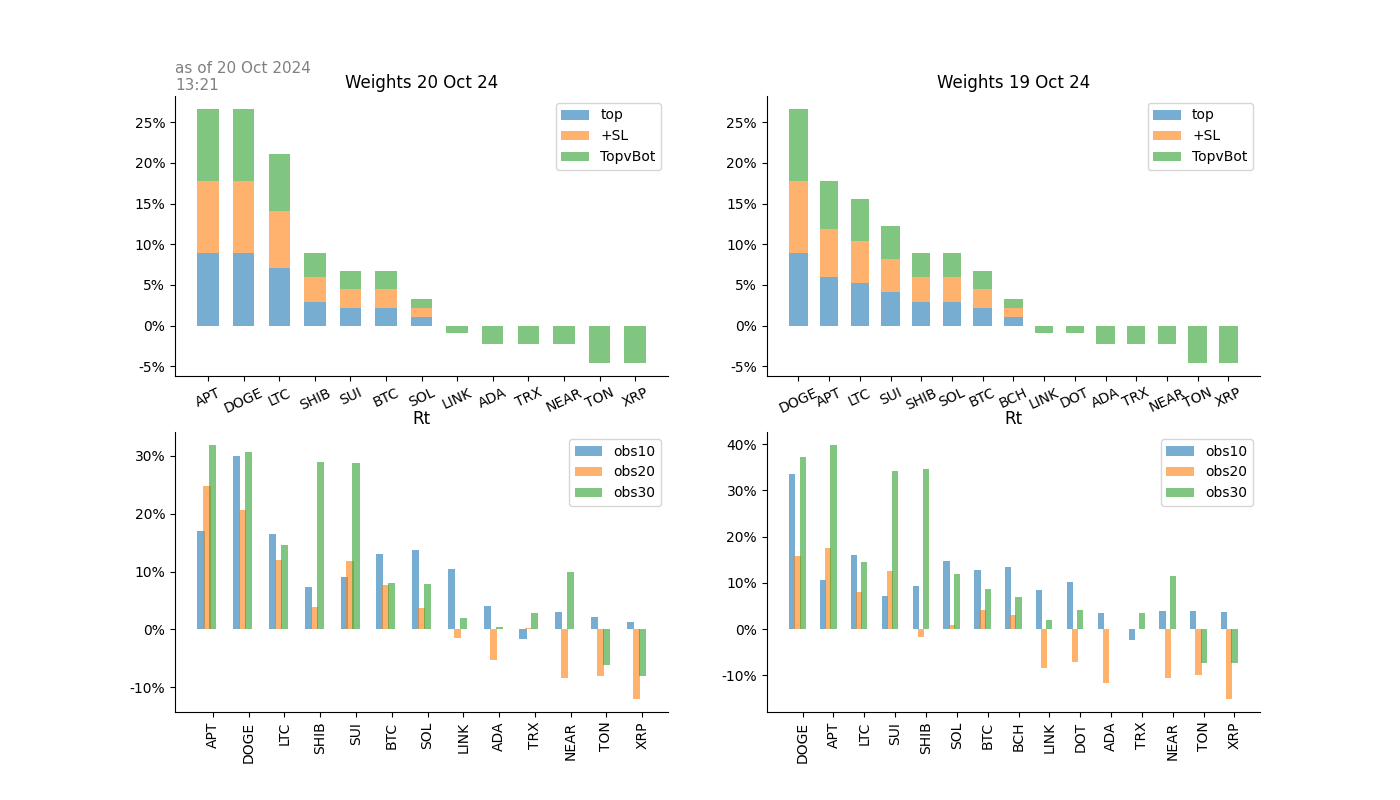 as of 20 Oct 2024
13:21
Weights 20 Oct 24
25%
20%
15%
10%
5%
0%
-5%
top
+SL
TopvBot
APT DOGE LTC SHIB SUI BTC SOL LINK ADA TRX NEAR TON XRP
Weights 19 Oct 24
25%
20%
15%
10%
5%
0%
-5%
top
+SL
TopvBot
DOGE APT LTC SUI SHIB SOL BTC BCH LINK DOT ADA TRX NEAR TON XRP
Rt
30%
20%
10%
0%
-10%
obs10
obs20
obs30
APT DOGE LTC SHIB SUI BTC SOL LINK ADA TRX NEAR TON XRP
Rt
40%
30%
20%
10%
0%
-10%
obs10
obs20
obs30
DOGE APT LTC SUI SHIB SOL BTC BCH LINK DOT ADA TRX NEAR TON XRP